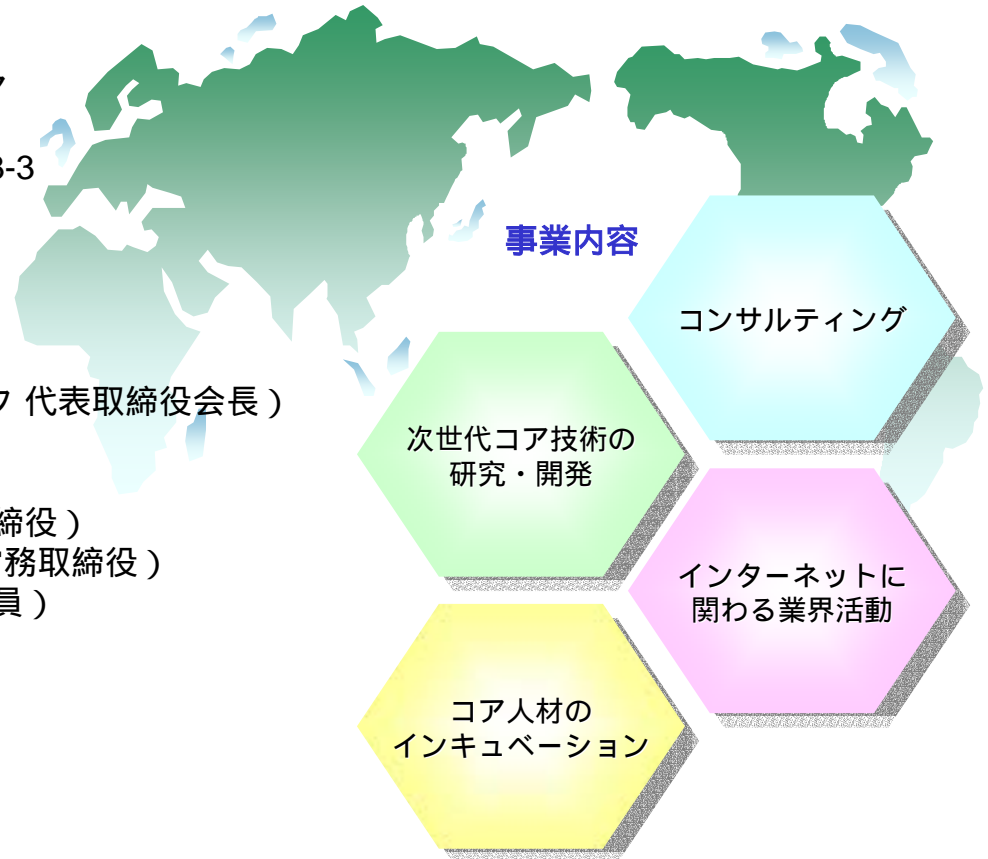 8-3
事業内容
コンサルティング
代表取締役会長）
次世代コア技術の
研究・開発
締役）
務取締役）
員）
インターネットに
関わる業界活動
コア人材の
インキュベーション